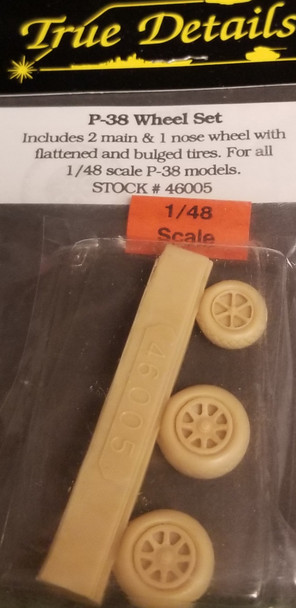 True Details
P-38 Wheel Set
Includes 2 main & 1 nose wheel with
flattened and bulged tires. For all
1/48 scale P-38 models.
STOCK # 46005
1/48
Scale
46005